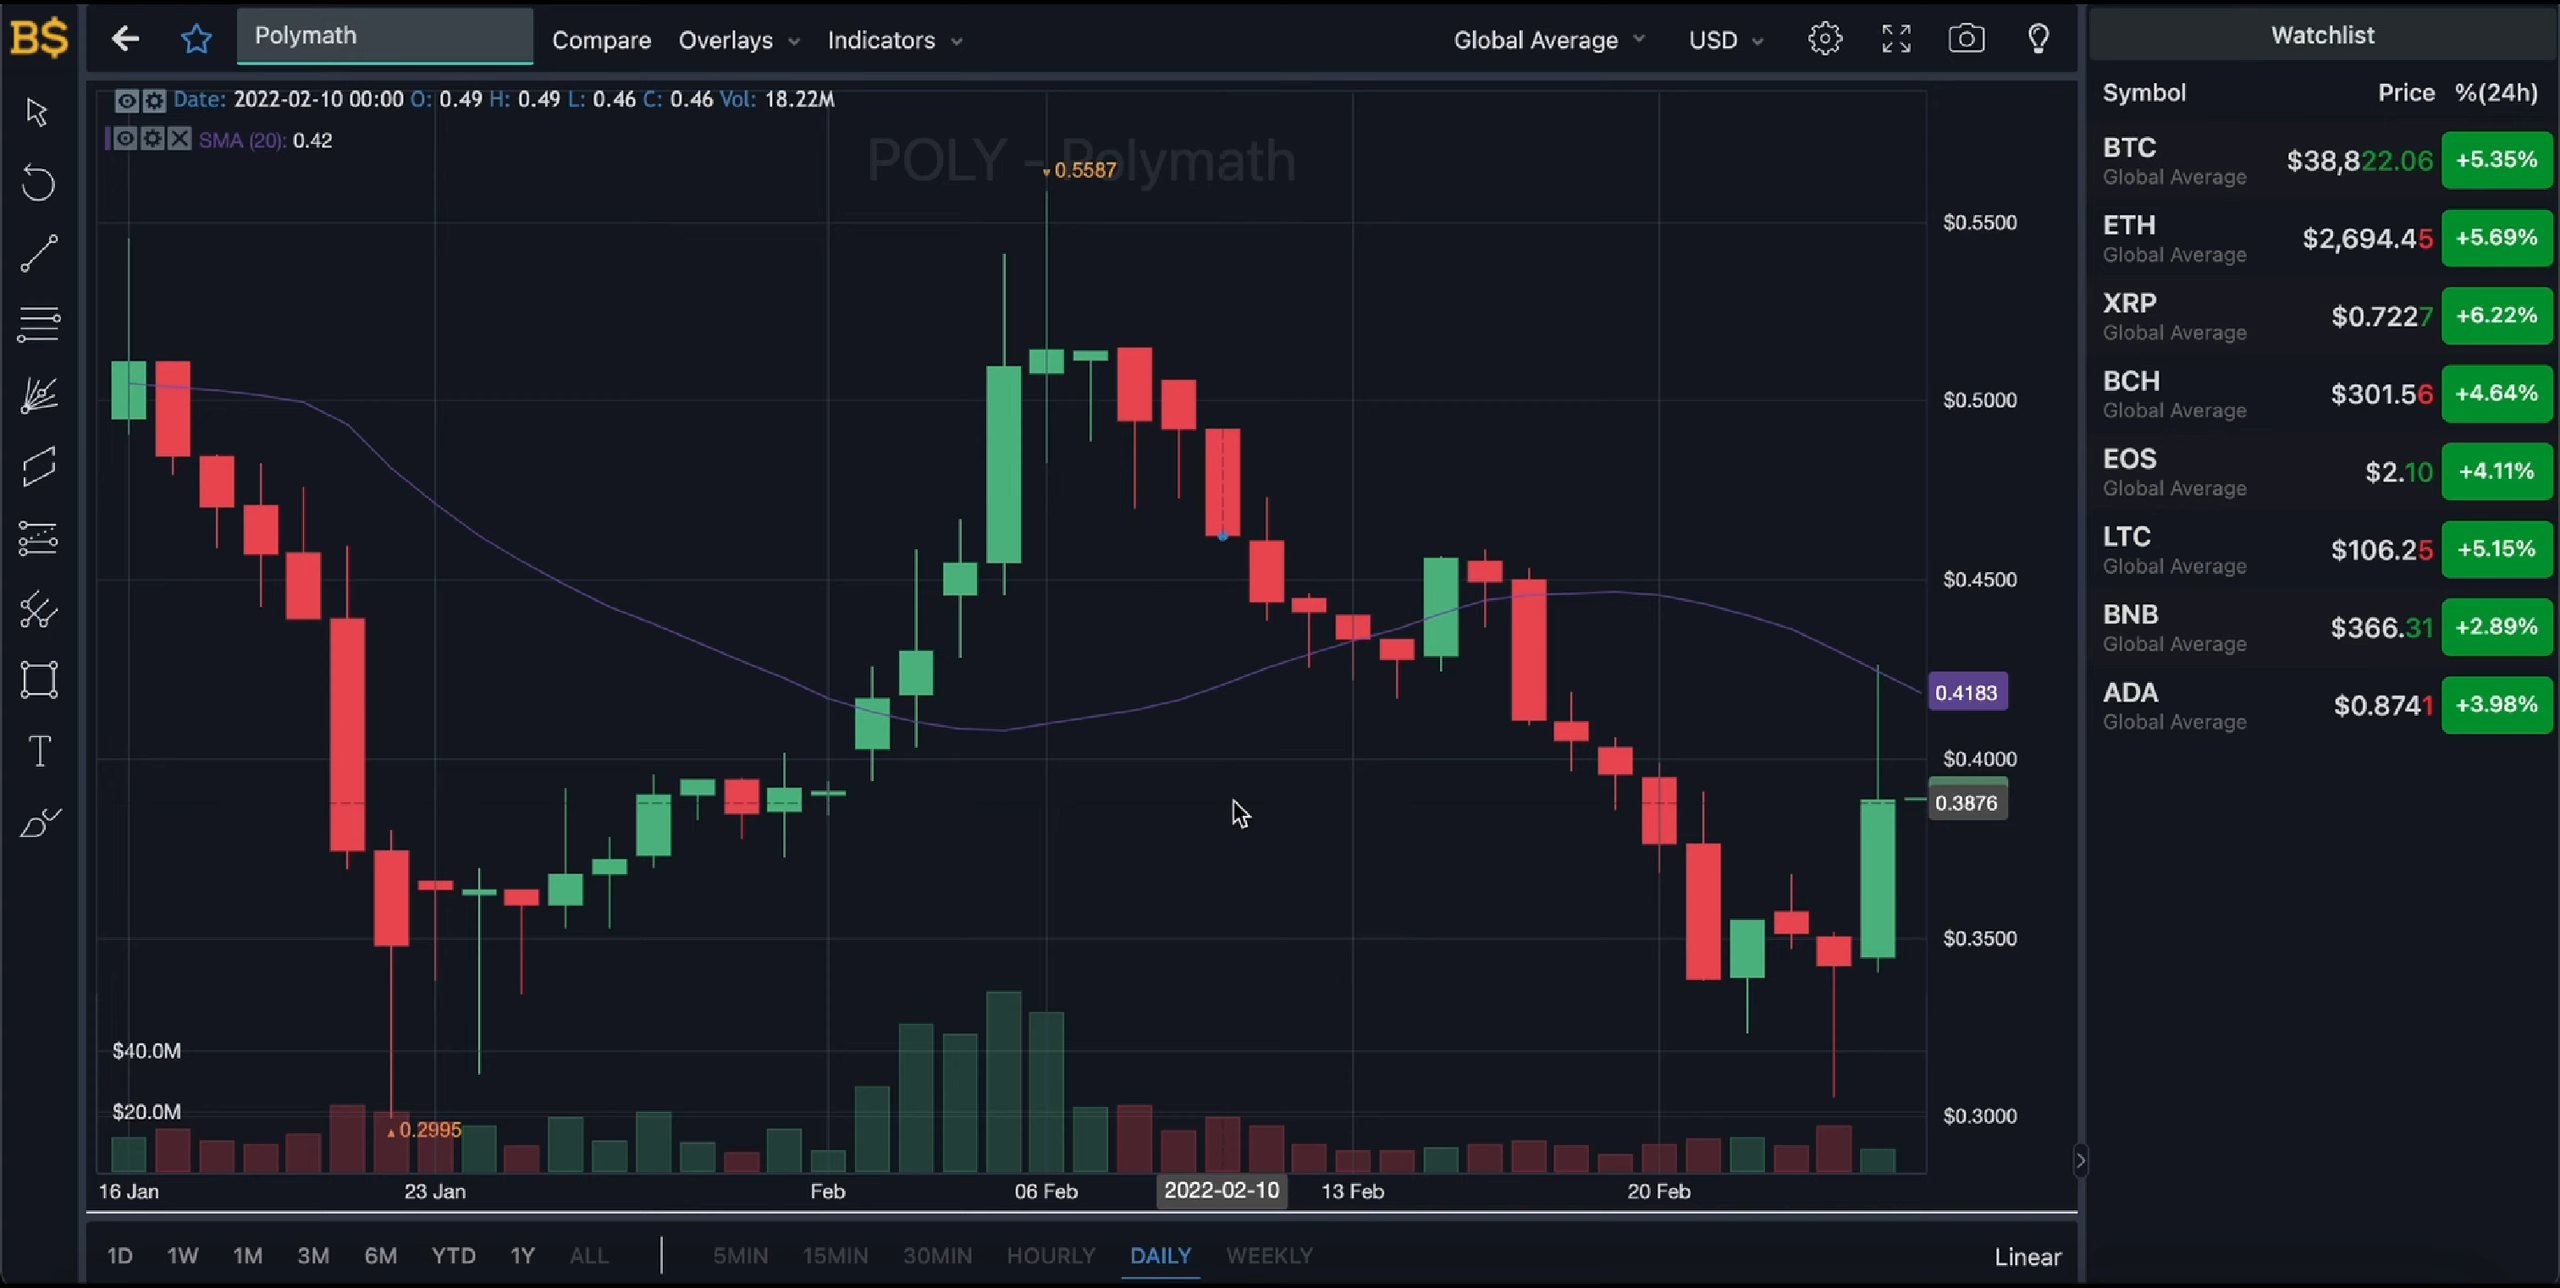 B$
Polymath
Compare
Overlays
Indicators
Global Average
USD
Date: 2022-02-10 00:00 O: 0.49 H: 0.49 L: 0.46 C: 0.46 Vol: 18.22M
SMA (20): 0.42
POLY - Polymath
0.5587
$0.5500
$0.5000
$0.4500
0.4183
$0.4000
0.3876
$0.3500
$0.3000
$40.0M
$20.0M
0.2995
16 Jan
23 Jan
Feb
06 Feb
2022-02-10
13 Feb
20 Feb
1D 1W 1M 3M 6M YTD 1Y ALL
5MIN 15MIN 30MIN HOURLY DAILY WEEKLY
Linear
Watchlist
Symbol Price %(24h)
BTC $38,822.06 +5.35%
Global Average
ETH $2,694.45 +5.69%
Global Average
XRP $0.7227 +6.22%
Global Average
BCH $301.56 +4.64%
Global Average
EOS $2.10 +4.11%
Global Average
LTC $106.25 +5.15%
Global Average
BNB $366.31 +2.89%
Global Average
ADA $0.8741 +3.98%
Global Average